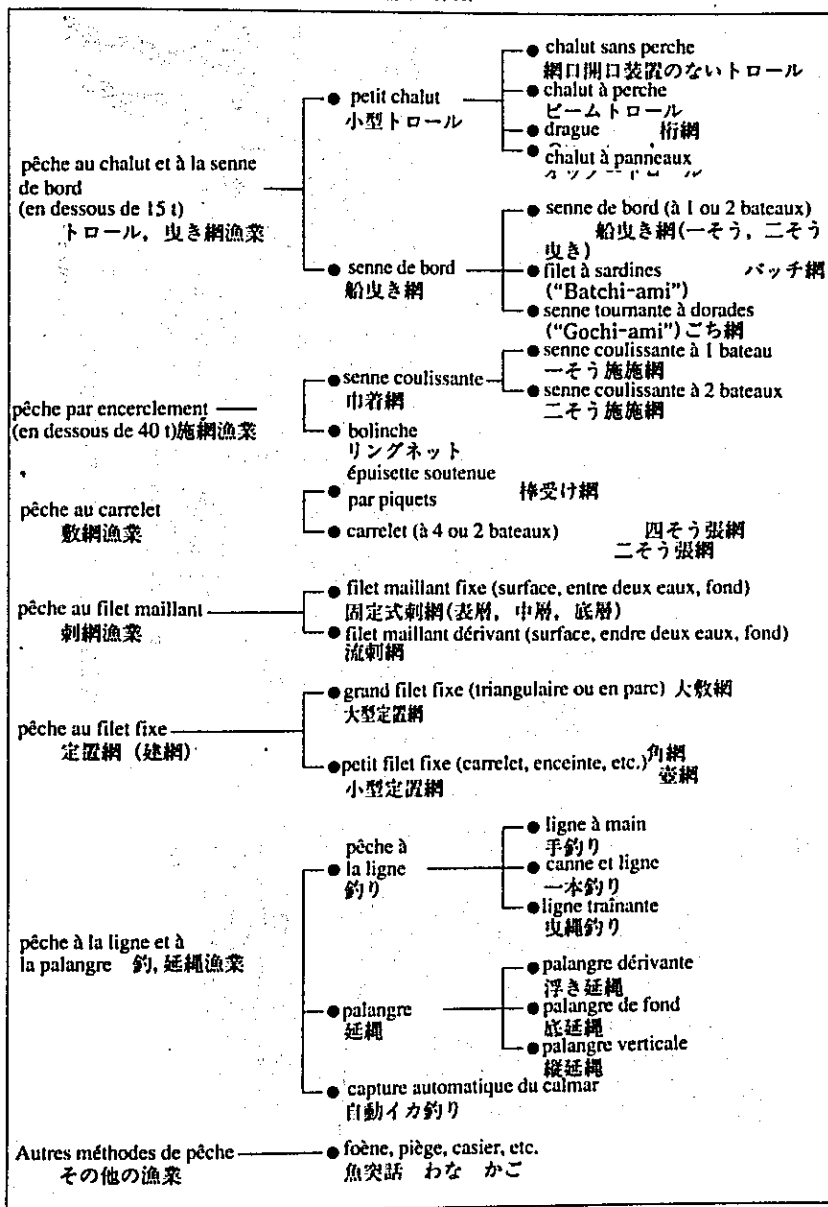 ● chalut sans perche
網口開口装置のないトロール
● petit chalut
小型トロール
● chalut à perche
ビームトロール
● drague 桁網
chalut à panneaux
pêche au chalut et à la senne
de bord
(en dessous de 15 t)
トロール，曳き網漁業
● senne de bord (à 1 ou 2 bateaux)
船曳き網(一そう，二そう
曳き)
● senne de bord
船曳き網
● filet à sardines バッチ網
(“Batchi-ami”)
● senne tournante à dorades
(“Gochi-ami”) ごち網
● senne coulissante à 1 bateau
一そう施施網
● senne coulissante
巾着網
● senne coulissante à 2 bateaux
二そう施施網
pêche par encerclement
(en dessous de 40 t)施網漁業
● bolinche
リングネット
épuisette soutenue
● par piquets 棒受け網
pêche au carrelet
敷網漁業
● carrelet (à 4 ou 2 bateaux) 四そう張網
二そう張網
● filet maillant fixe (surface, entre deux eaux, fond)
固定式刺網(表層，中層，底層)
pêche au filet maillant
刺網漁業
● filet maillant dérivant (surface, endre deux eaux, fond)
流刺網
● grand filet fixe (triangulaire ou en parc) 大敷網
大型定置網
pêche au filet fixe
定置網 (建網)
● petit filet fixe (carrelet, enceinte, etc.) 角網
小型定置網 壺網
● pêche à
la ligne
釣り
● ligne à main
手釣り
● canne et ligne
一本釣り
● ligne traînante
曳縄釣り
pêche à la ligne et à
la palangre 釣, 延縄漁業
● palangre
延縄
● palangre dérivante
浮き延縄
● palangre de fond
底延縄
● palangre verticale
縦延縄
● capture automatique du calmar
自動イカ釣り
Autres méthodes de pêche
その他の漁業
● foène, piège, casier, etc.
魚突話 わな かご